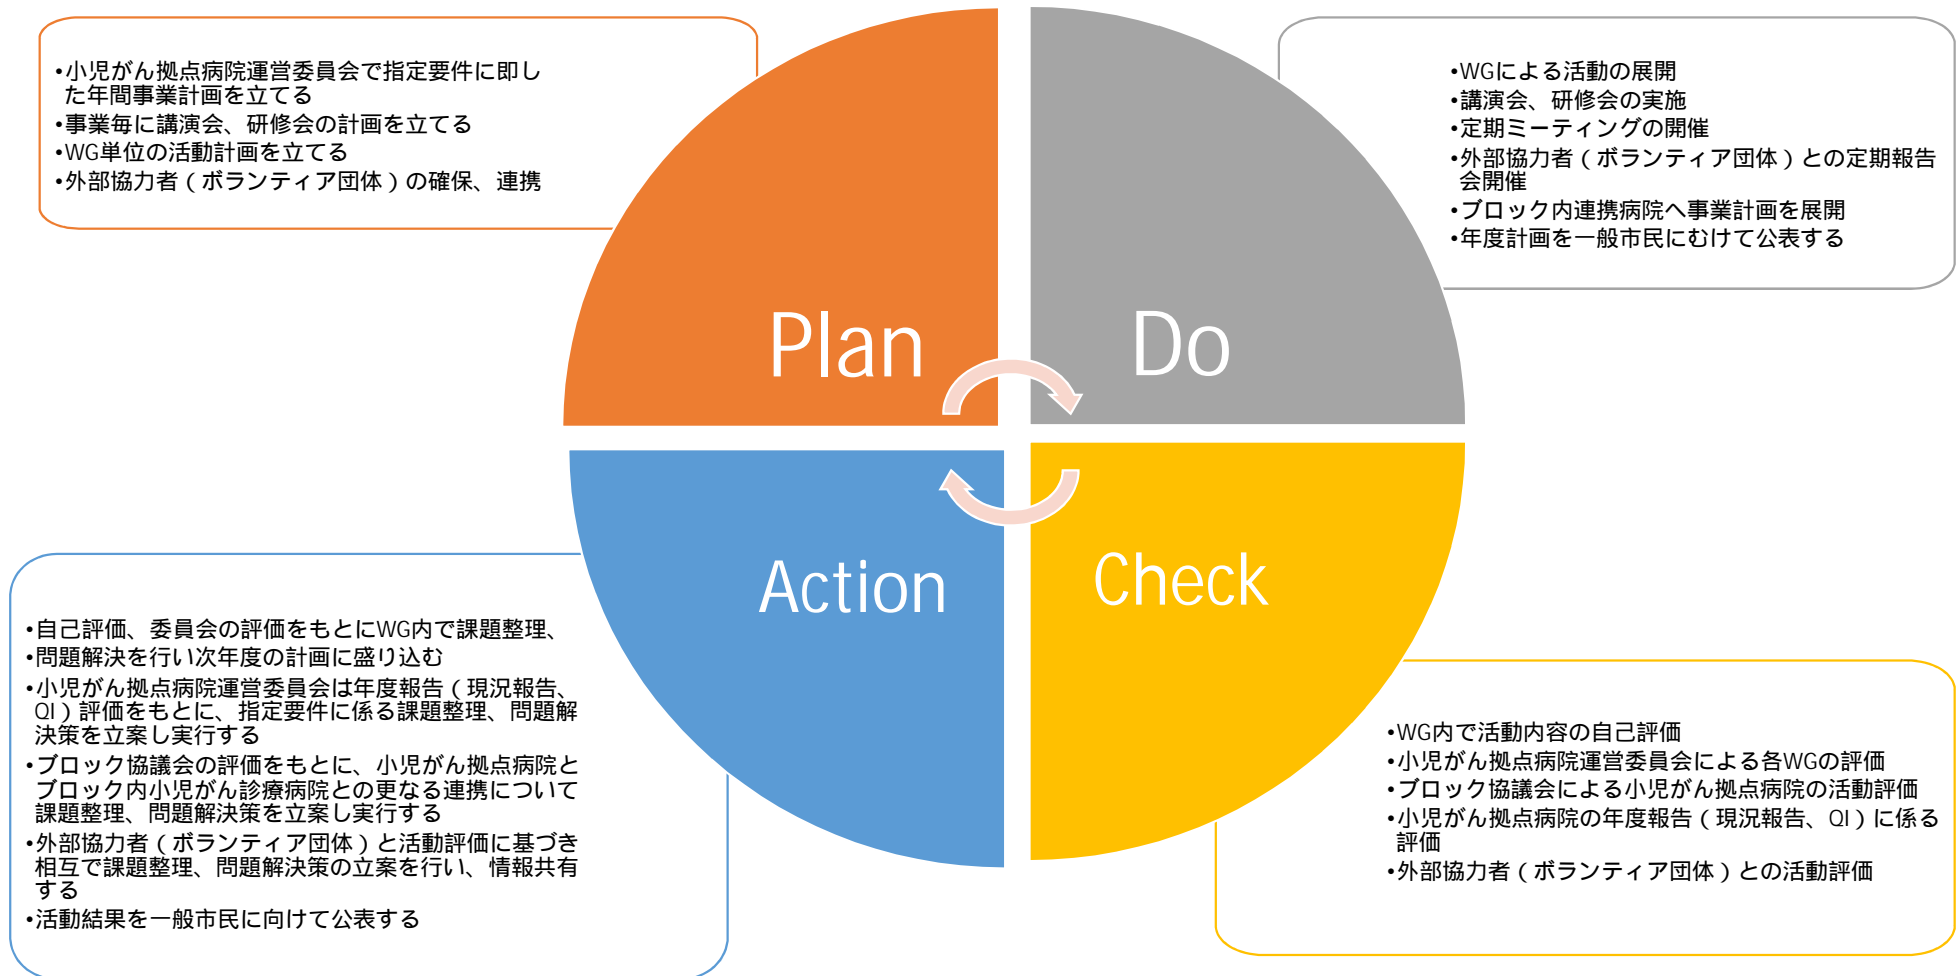 •小児がん拠点病院運営委員会で指定要件に即し
た年間事業計画を立てる
•事業毎に講演会、研修会の計画を立てる
•WG単位の活動計画を立てる
•外部協力者（ボランティア団体）の確保、連携
Plan
•WGによる活動の展開
•講演会、研修会の実施
•定期ミーティングの開催
•外部協力者（ボランティア団体）との定期報告
会開催
•ブロック内連携病院へ事業計画を展開
•年度計画を一般市民にむけて公表する
Do
Action
•自己評価、委員会の評価をもとにWG内で課題整理、
•問題解決を行い次年度の計画に盛り込む
•小児がん拠点病院運営委員会は年度報告（現況報告、
QI）評価をもとに、指定要件に係る課題整理、問題解
決策を立案し実行する
•ブロック協議会の評価をもとに、小児がん拠点病院と
ブロック内小児がん診療病院との更なる連携について
課題整理、問題解決策を立案し実行する
•外部協力者（ボランティア団体）と活動評価に基づき
相互で課題整理、問題解決策の立案を行い、情報共有
する
•活動結果を一般市民に向けて公表する
Check
•WG内で活動内容の自己評価
•小児がん拠点病院運営委員会による各WGの評価
•ブロック協議会による小児がん拠点病院の活動評価
•小児がん拠点病院の年度報告（現況報告、QI）に係る
評価
•外部協力者（ボランティア団体）との活動評価